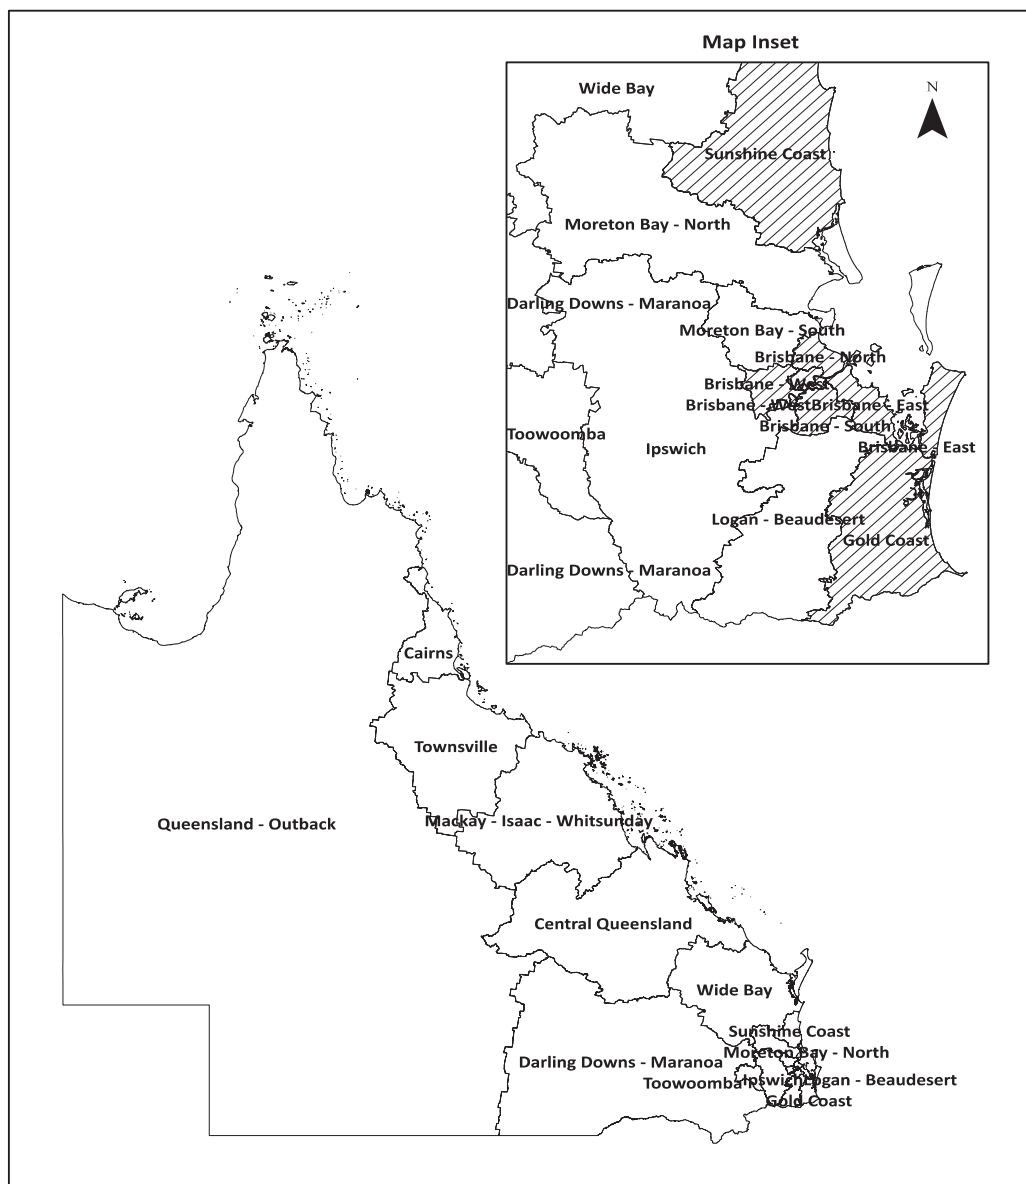 Map Inset
N
Wide Bay
Sunshine Coast
Moreton Bay - North
Darling Downs - Maranoa
Moreton Bay - South
Brisbane - North
Brisbane - West
Brisbane - West
Brisbane - East
Brisbane - South
Toowoomba
Ipswich
Brisbane - East
Logan - Beaudesert
Gold Coast
Darling Downs - Maranoa
Cairns
Townsville
Mackay - Isaac - Whitsunday
Queensland - Outback
Central Queensland
Wide Bay
Sunshine Coast
Moreton Bay - North
Darling Downs - Maranoa
Toowoomba
Ipswich
Logan - Beaudesert
Gold Coast